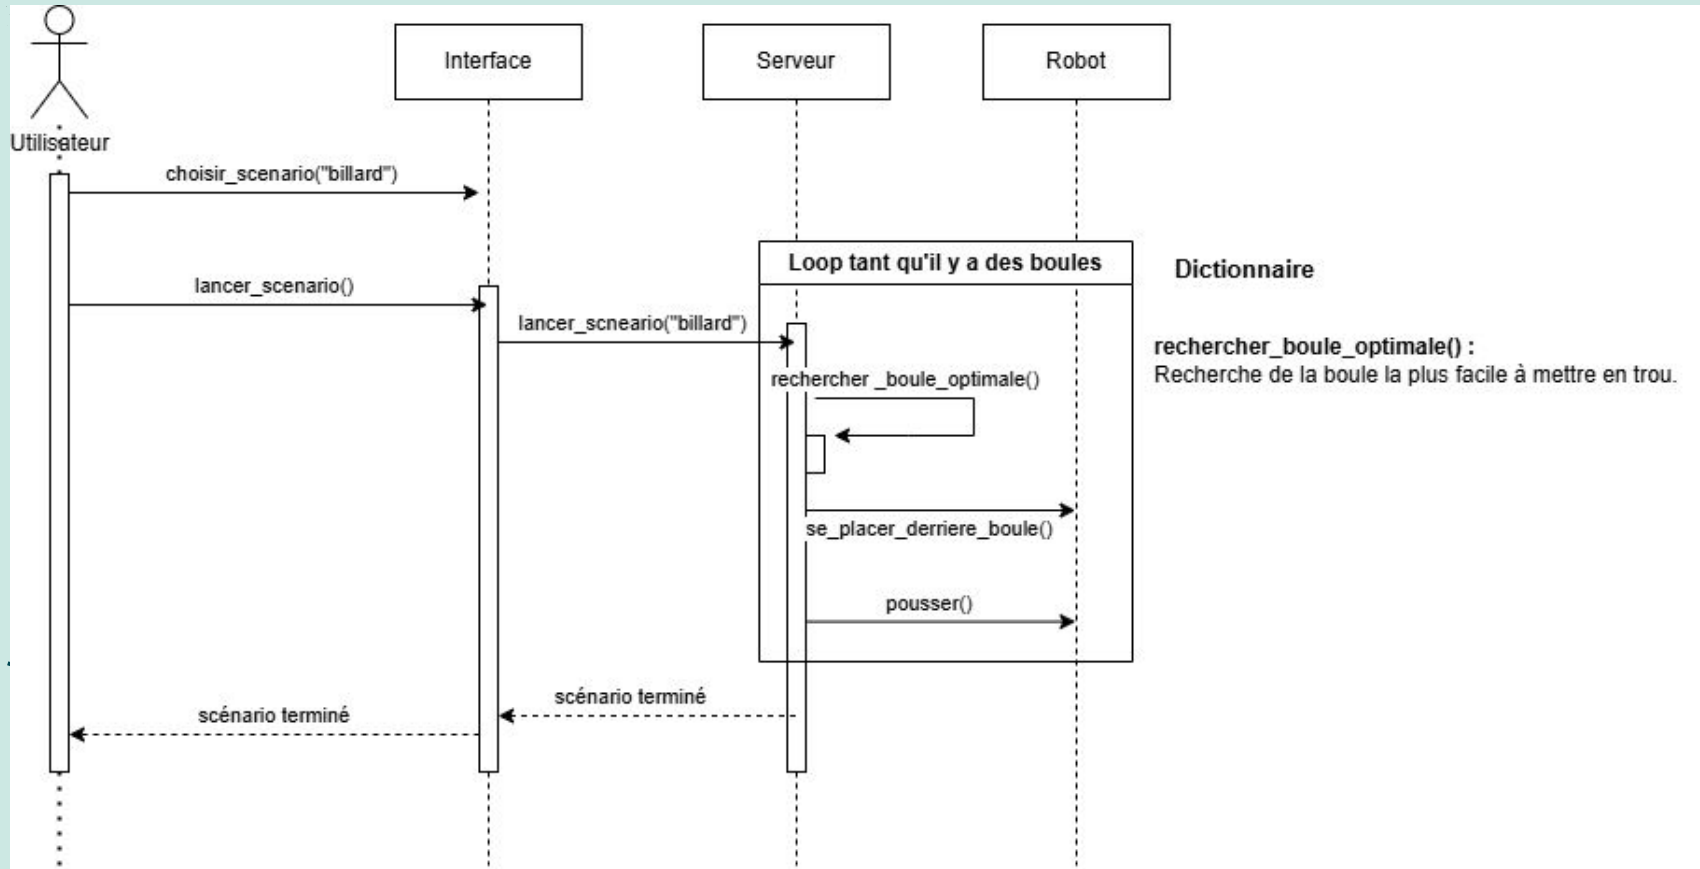 Interface
Serveur
Robot
Utilisateur
choisir_scenario("billard")
Loop tant qu'il y a des boules
Dictionnaire
lancer_scenario()
lancer_scneario("billard")
rechercher_boule_optimale() :
Recherche de la boule la plus facile à mettre en trou.
rechercher _boule_optimale()
se_placer_derriere_boule()
pousser()
scénario terminé
scénario terminé